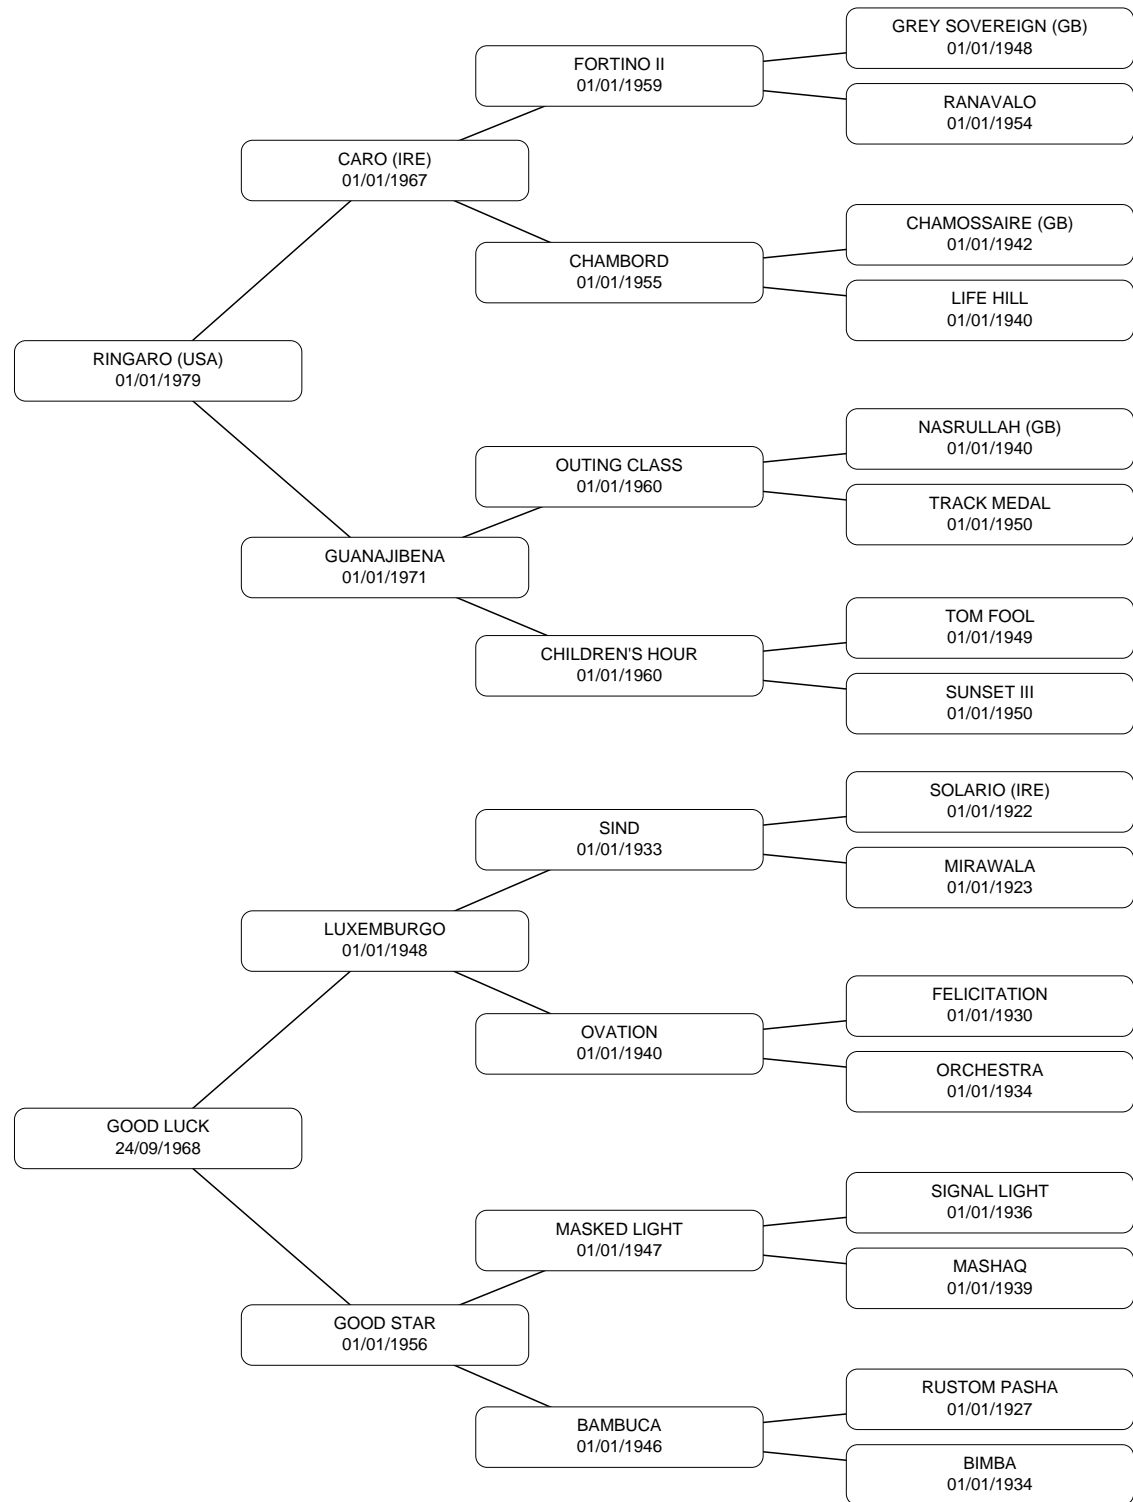 GREY SOVEREIGN (GB)
01/01/1948
FORTINO II
01/01/1959
RANAVALO
01/01/1954
CARO (IRE)
01/01/1967
CHAMOSSAIRE (GB)
01/01/1942
CHAMBORD
01/01/1955
LIFE HILL
01/01/1940
RINGARO (USA)
01/01/1979
NASRULLAH (GB)
01/01/1940
OUTING CLASS
01/01/1960
TRACK MEDAL
01/01/1950
GUANAJIBENA
01/01/1971
TOM FOOL
01/01/1949
CHILDREN'S HOUR
01/01/1960
SUNSET III
01/01/1950
SOLARIO (IRE)
01/01/1922
SIND
01/01/1933
MIRAWALA
01/01/1923
LUXEMBURGO
01/01/1948
FELICITATION
01/01/1930
OVATION
01/01/1940
ORCHESTRA
01/01/1934
GOOD LUCK
24/09/1968
SIGNAL LIGHT
01/01/1936
MASKED LIGHT
01/01/1947
MASHAQ
01/01/1939
GOOD STAR
01/01/1956
RUSTOM PASHA
01/01/1927
BAMBUCA
01/01/1946
BIMBA
01/01/1934